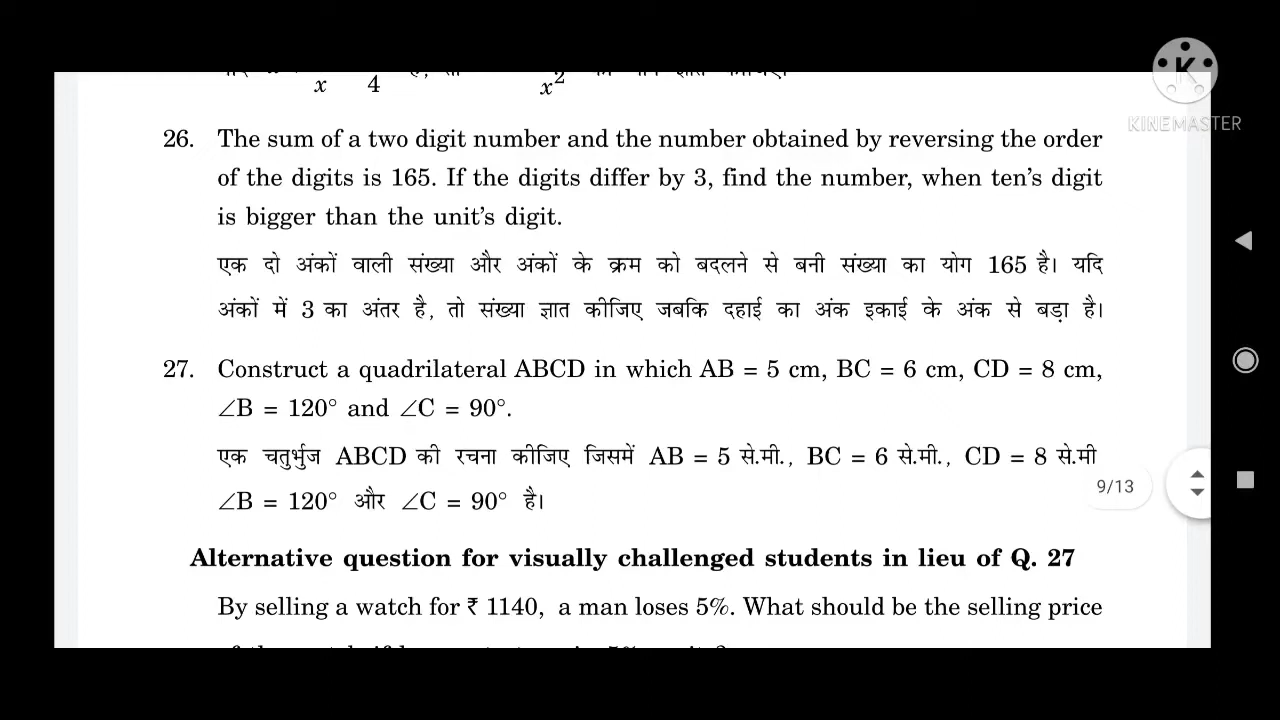 x 4 x²
26. The sum of a two digit number and the number obtained by reversing the order
of the digits is 165. If the digits differ by 3, find the number, when ten's digit
is bigger than the unit's digit.
एक दो अंकों वाली संख्या और अंकों के क्रम को बदलने से बनी संख्या का योग 165 है। यदि
अंकों में 3 का अंतर है, तो संख्या ज्ञात कीजिए जबकि दहाई का अंक इकाई के अंक से बड़ा है।
27. Construct a quadrilateral ABCD in which AB = 5 cm, BC = 6 cm, CD = 8 cm,
∠B = 120° and ∠C = 90°.
एक चतुर्भुज ABCD की रचना कीजिए जिसमें AB = 5 से.मी., BC = 6 से.मी., CD = 8 से.मी
∠B = 120° और ∠C = 90° है।
9/13
Alternative question for visually challenged students in lieu of Q. 27
By selling a watch for ₹ 1140, a man loses 5%. What should be the selling price
K
KINEMASTER